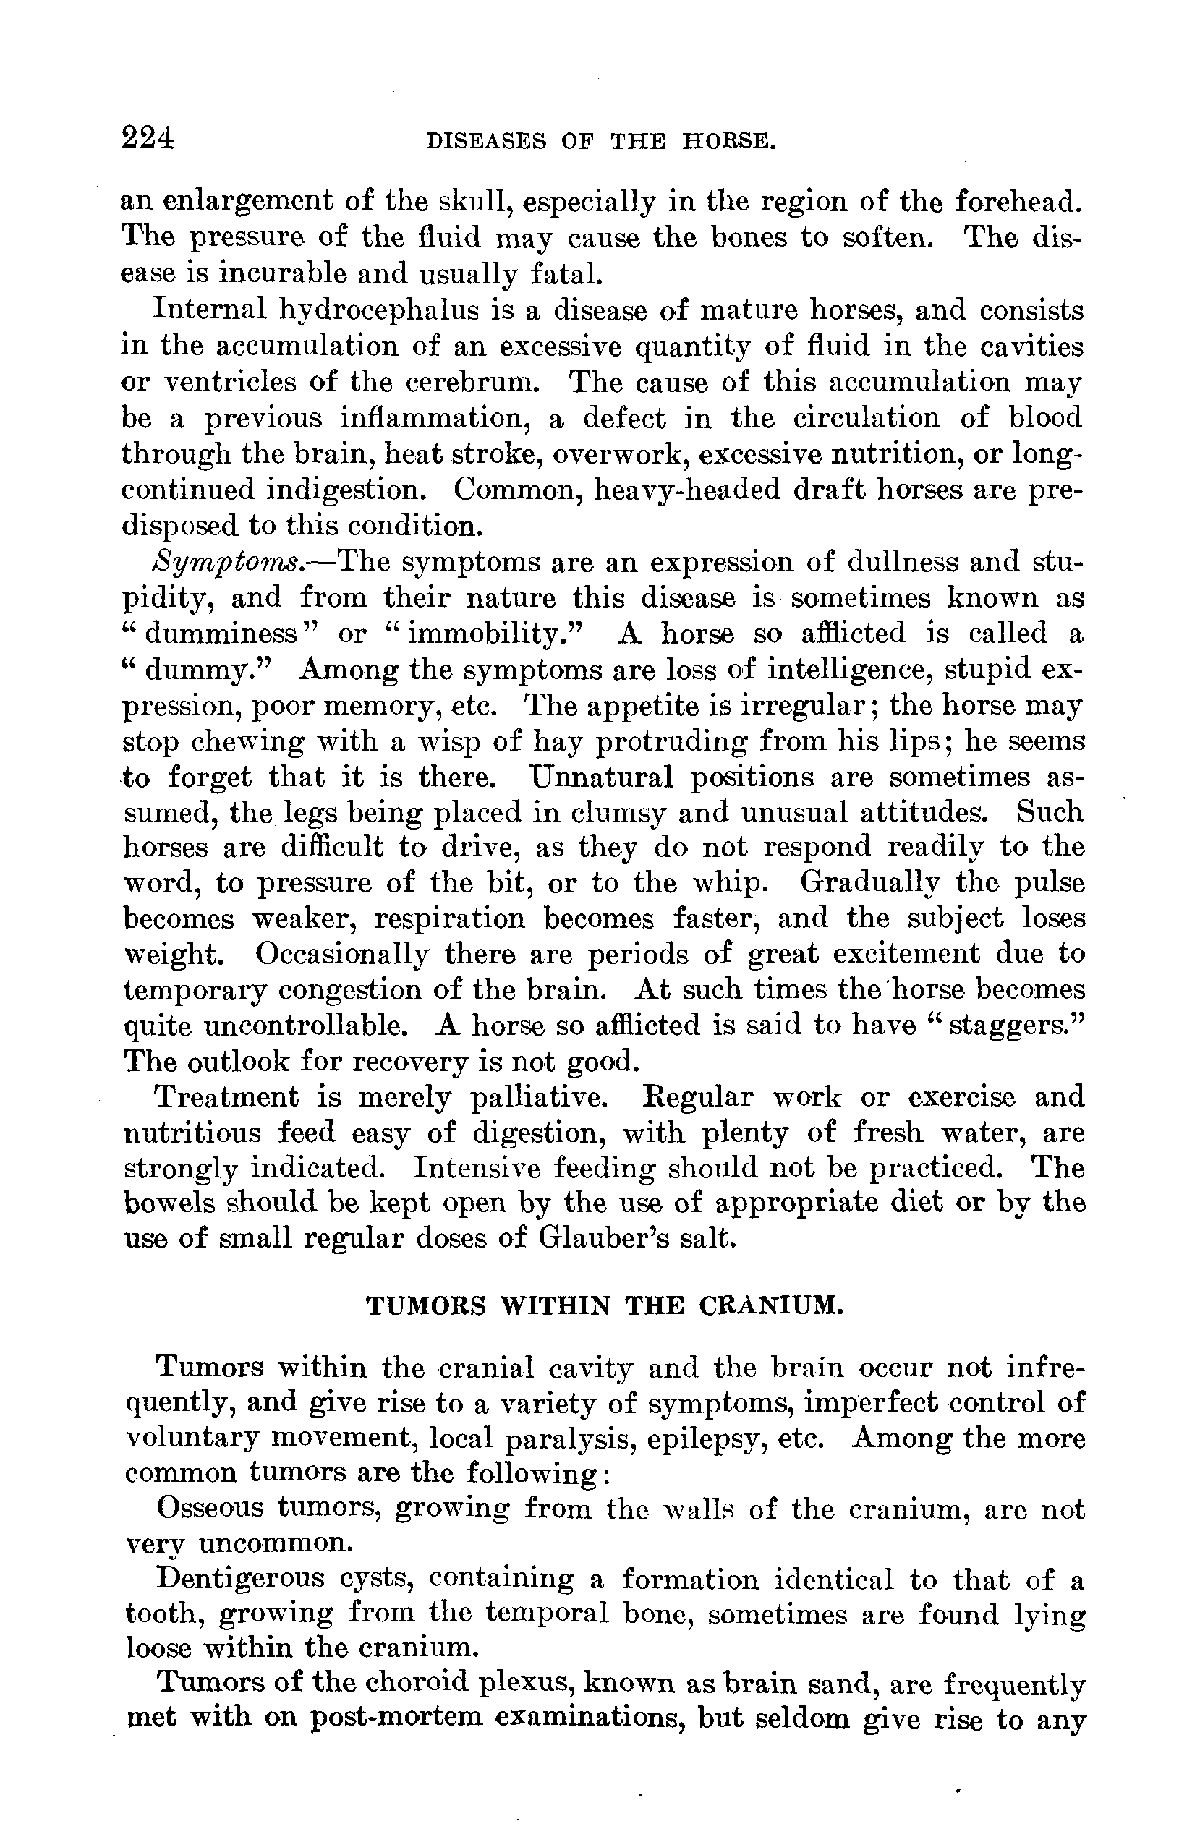 224 DISEASES OF THE HORSE.
an enlargement of the skull, especially in the region of the forehead.
The pressure of the fluid may cause the bones to soften. The dis-
ease is incurable and usually fatal.
Internal hydrocephalus is a disease of mature horses, and consists
in the accumulation of an excessive quantity of fluid in the cavities
or ventricles of the cerebrum. The cause of this accumulation may
be a previous inflammation, a defect in the circulation of blood
through the brain, heat stroke, overwork, excessive nutrition, or long-
continued indigestion. Common, heavy-headed draft horses are pre-
disposed to this condition.
Symptoms.—The symptoms are an expression of dullness and stu-
pidity, and from their nature this disease is sometimes known as
“ dumminess” or “ immobility.” A horse so afflicted is called a
“ dummy.” Among the symptoms are loss of intelligence, stupid ex-
pression, poor memory, etc. The appetite is irregular; the horse may
stop chewing with a wisp of hay protruding from his lips; he seems
to forget that it is there. Unnatural positions are sometimes as-
sumed, the legs being placed in clumsy and unusual attitudes. Such
horses are difficult to drive, as they do not respond readily to the
word, to pressure of the bit, or to the whip. Gradually the pulse
becomes weaker, respiration becomes faster, and the subject loses
weight. Occasionally there are periods of great excitement due to
temporary congestion of the brain. At such times the horse becomes
quite uncontrollable. A horse so afflicted is said to have “ staggers.”
The outlook for recovery is not good.
Treatment is merely palliative. Regular work or exercise and
nutritious feed easy of digestion, with plenty of fresh water, are
strongly indicated. Intensive feeding should not be practiced. The
bowels should be kept open by the use of appropriate diet or by the
use of small regular doses of Glauber's salt.
TUMORS WITHIN THE CRANIUM.
Tumors within the cranial cavity and the brain occur not infre-
quently, and give rise to a variety of symptoms, imperfect control of
voluntary movement, local paralysis, epilepsy, etc. Among the more
common tumors are the following:
Osseous tumors, growing from the walls of the cranium, are not
very uncommon.
Dentigerous cysts, containing a formation identical to that of a
tooth, growing from the temporal bone, sometimes are found lying
loose within the cranium.
Tumors of the choroid plexus, known as brain sand, are frequently
met with on post-mortem examinations, but seldom give rise to any